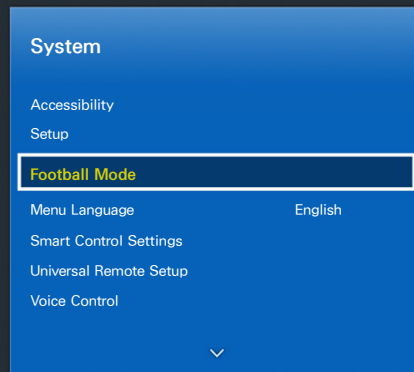 System
Accessibility
Setup
Football Mode
Menu Language English
Smart Control Settings
Universal Remote Setup
Voice Control